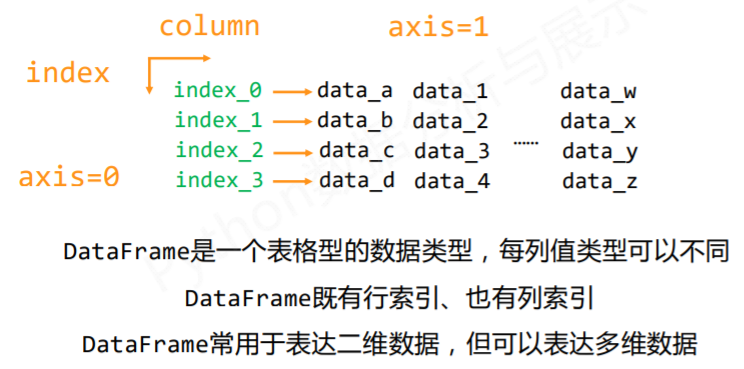 column axis=1
index
index_0 data_a data_1 data_w
index_1 data_b data_2 data_x
index_2 data_c data_3 …… data_y
axis=0 index_3 data_d data_4 data_z
DataFrame是一个表格型的数据类型，每列值类型可以不同
DataFrame既有行索引、也有列索引
DataFrame常用于表达二维数据，但可以表达多维数据